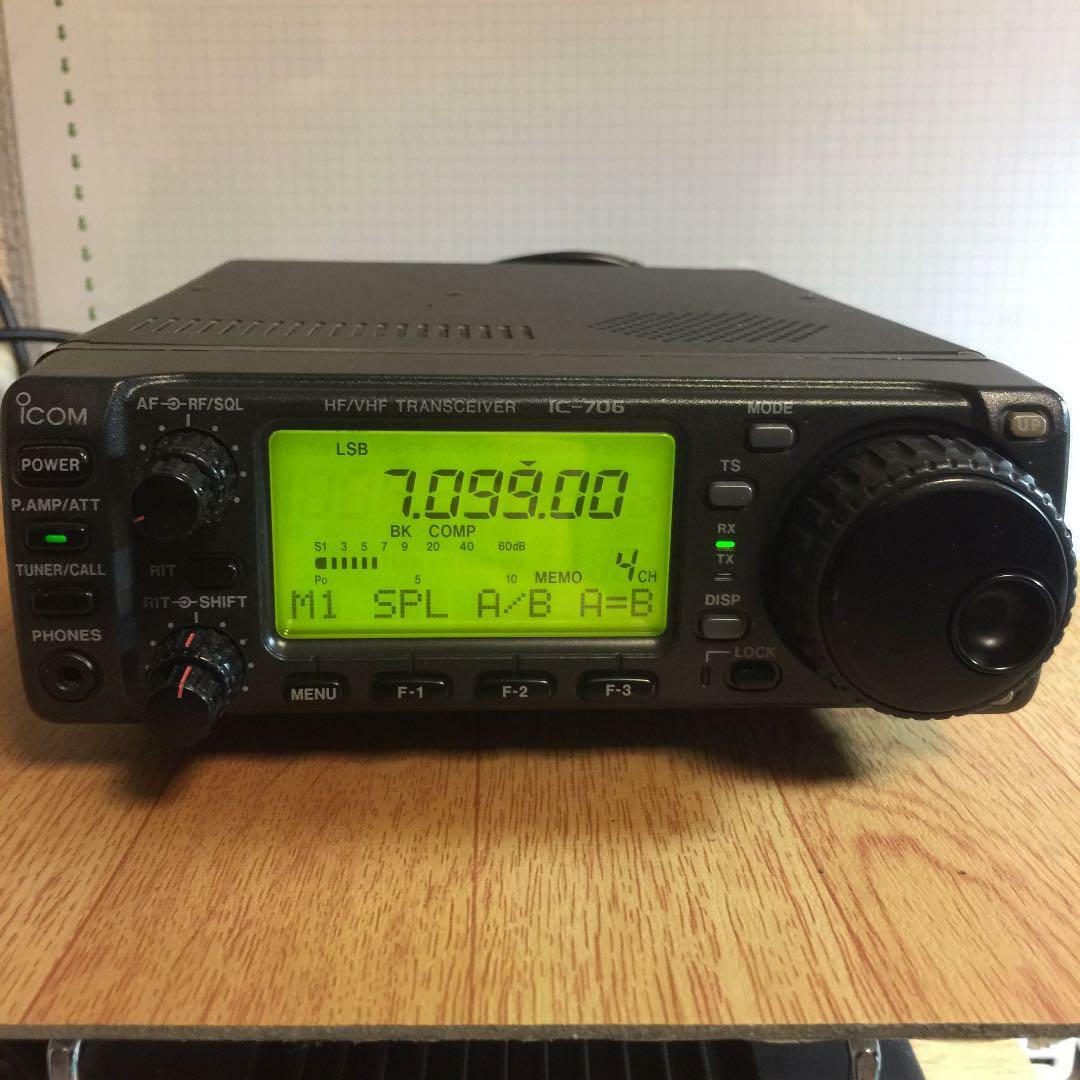 ICOM
AF RF/SQL
HF/VHF TRANSCEIVER IC-706
MODE
UP
POWER
P.AMP/ATT
TUNER/CALL
RIT
RIT SHIFT
PHONES
LSB
7.099.00
BK COMP
S1 3 5 7 9 20 40 60dB
Po 5 10 MEMO 4 CH
M1 SPL A/B A=B
TS
RX
TX
DISP
LOCK
MENU F-1 F-2 F-3